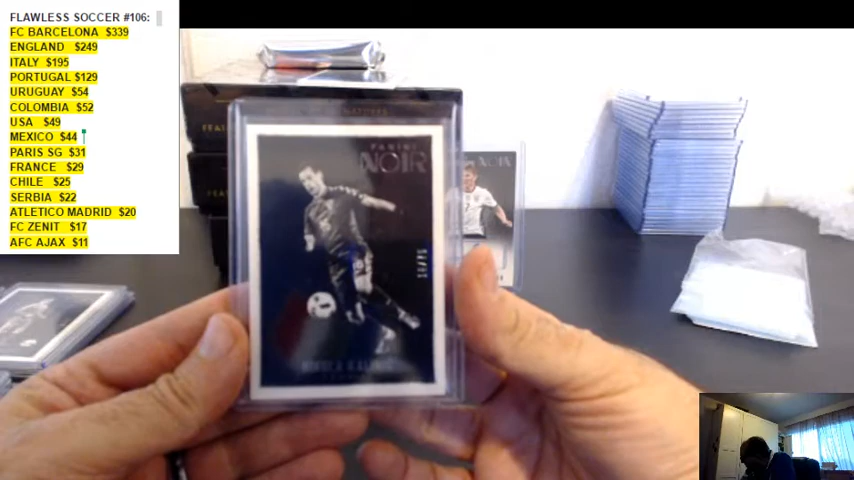 FLAWLESS SOCCER #106:
FC BARCELONA $339
ENGLAND $249
ITALY $195
PORTUGAL $129
URUGUAY $54
COLOMBIA $52
USA $49
MEXICO $44
PARIS SG $31
FRANCE $29
CHILE $25
SERBIA $22
ATLETICO MADRID $20
FC ZENIT $17
AFC AJAX $11
PANINI
NOIR
NOIR